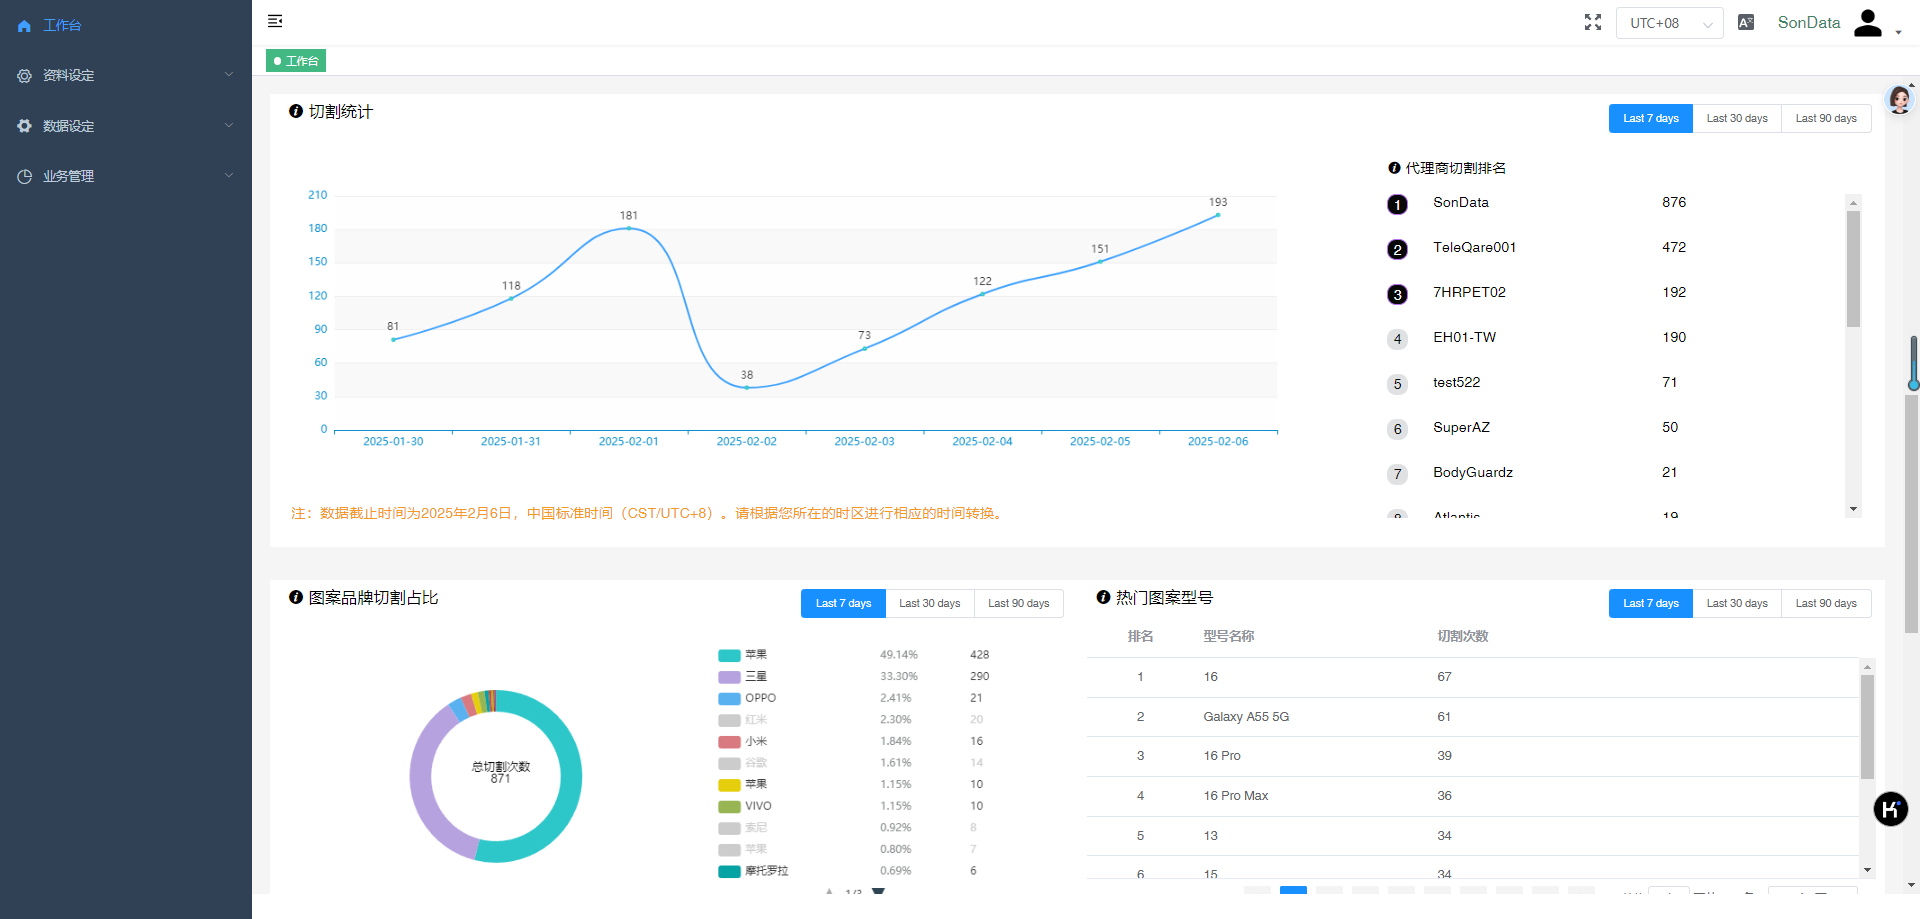 工作台
资料设定
数据设定
业务管理
UTC+08
SonData
工作台
切割统计
Last 7 days
Last 30 days
Last 90 days
210
180
150
120
90
60
30
0
81
118
181
38
73
122
151
193
2025-01-30
2025-01-31
2025-02-01
2025-02-02
2025-02-03
2025-02-04
2025-02-05
2025-02-06
注：数据截止时间为2025年2月6日，中国标准时间（CST/UTC+8）。请根据您所在的时区进行相应的时间转换。
代理商切割排名
1 SonData 876
2 TeleQare001 472
3 7HRPET02 192
4 EH01-TW 190
5 test522 71
6 SuperAZ 50
7 BodyGuardz 21
8 Atlantis 19
图案品牌切割占比
Last 7 days
Last 30 days
Last 90 days
总切割次数
871
苹果 49.14% 428
三星 33.30% 290
OPPO 2.41% 21
红米 2.30% 20
小米 1.84% 16
谷歌 1.61% 14
苹果 1.15% 10
VIVO 1.15% 10
索尼 0.92% 8
苹果 0.80% 7
摩托罗拉 0.69% 6
1/3
热门图案型号
Last 7 days
Last 30 days
Last 90 days
排名 型号名称 切割次数
1 16 67
2 Galaxy A55 5G 61
3 16 Pro 39
4 16 Pro Max 36
5 13 34
6 15 34